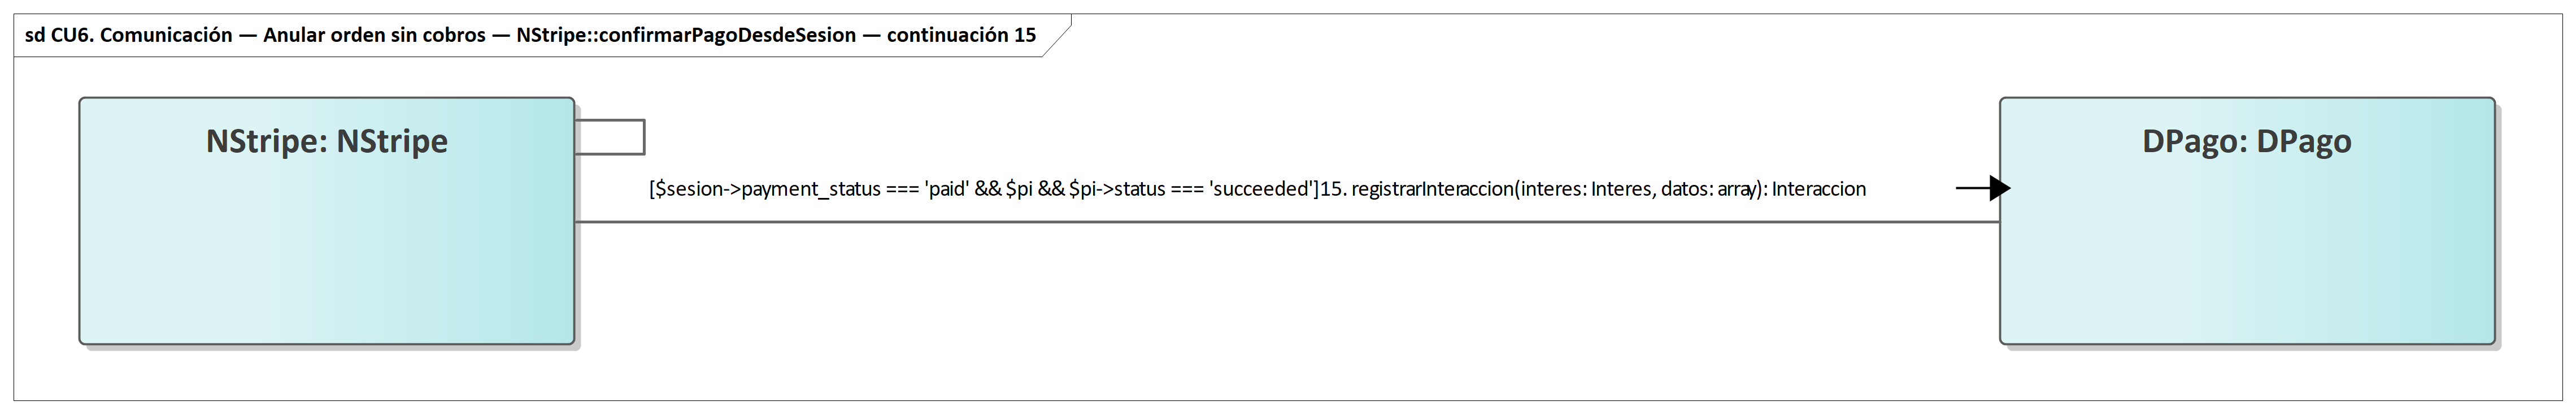 sd CU6. Comunicación — Anular orden sin cobros — NStripe::confirmarPagoDesdeSesion — continuación 15
NStripe: NStripe
DPago: DPago
[$sesion->payment_status === 'paid' && $pi && $pi->status === 'succeeded']15. registrarInteraccion(interes: Interes, datos: array): Interaccion